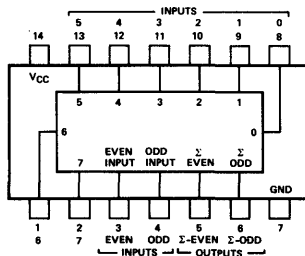 INPUTS
5 4 3 2 1 0
14 13 12 11 10 9 8
VCC
5 4 3 2 1
6 0
EVEN ODD Σ Σ
7 INPUT INPUT EVEN ODD
GND
1 2 3 4 5 6 7
6 7 EVEN ODD Σ-EVEN Σ-ODD
INPUTS OUTPUTS